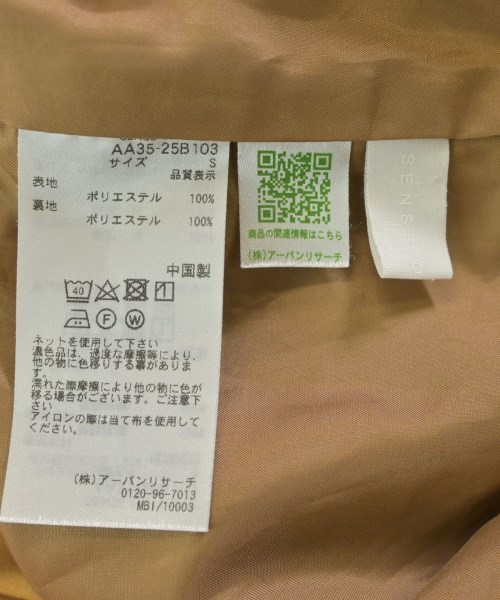 AA35-25B103
サイズ S
品質表示
表地
ポリエステル 100%
裏地
ポリエステル 100%
中国製
40
F W
ネットを使用して下さい
濃色品は、過度な摩擦等により、
他の物に色移りする事がありま
す。
濡れた際摩擦により他の物に色が
移る場合がございます。ご注意下
さい
アイロンの際は当て布を使用して
ください。
(株)アーバンリサーチ
0120-96-7013
MBI/10003
商品の関連情報はこちら
(株)アーバンリサーチ
SENSE O